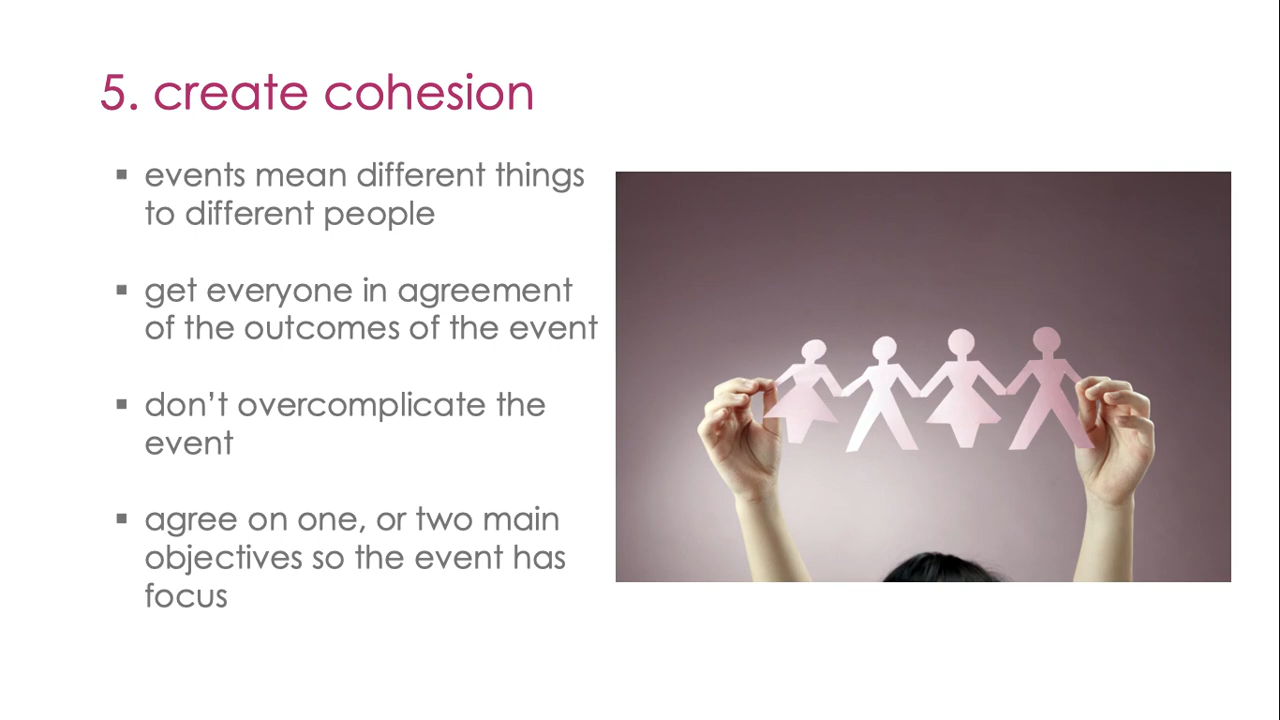 5. create cohesion
▪ events mean different things
to different people
▪ get everyone in agreement
of the outcomes of the event
▪ don’t overcomplicate the
event
▪ agree on one, or two main
objectives so the event has
focus